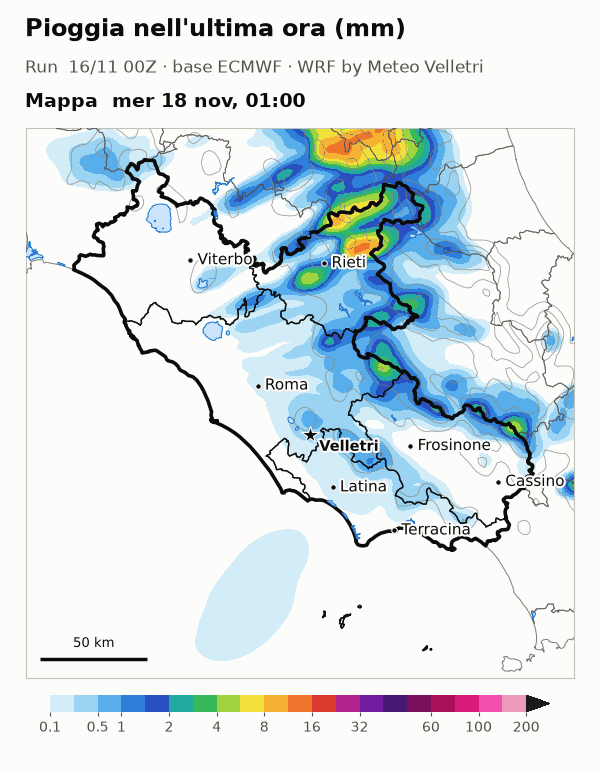 Pioggia nell'ultima ora (mm)
Run 16/11 00Z · base ECMWF · WRF by Meteo Velletri
Mappa mer 18 nov, 01:00
Viterbo
Rieti
Roma
Velletri
Frosinone
Cassino
Latina
Terracina
50 km
0.1 0.5 1 2 4 8 16 32 60 100 200